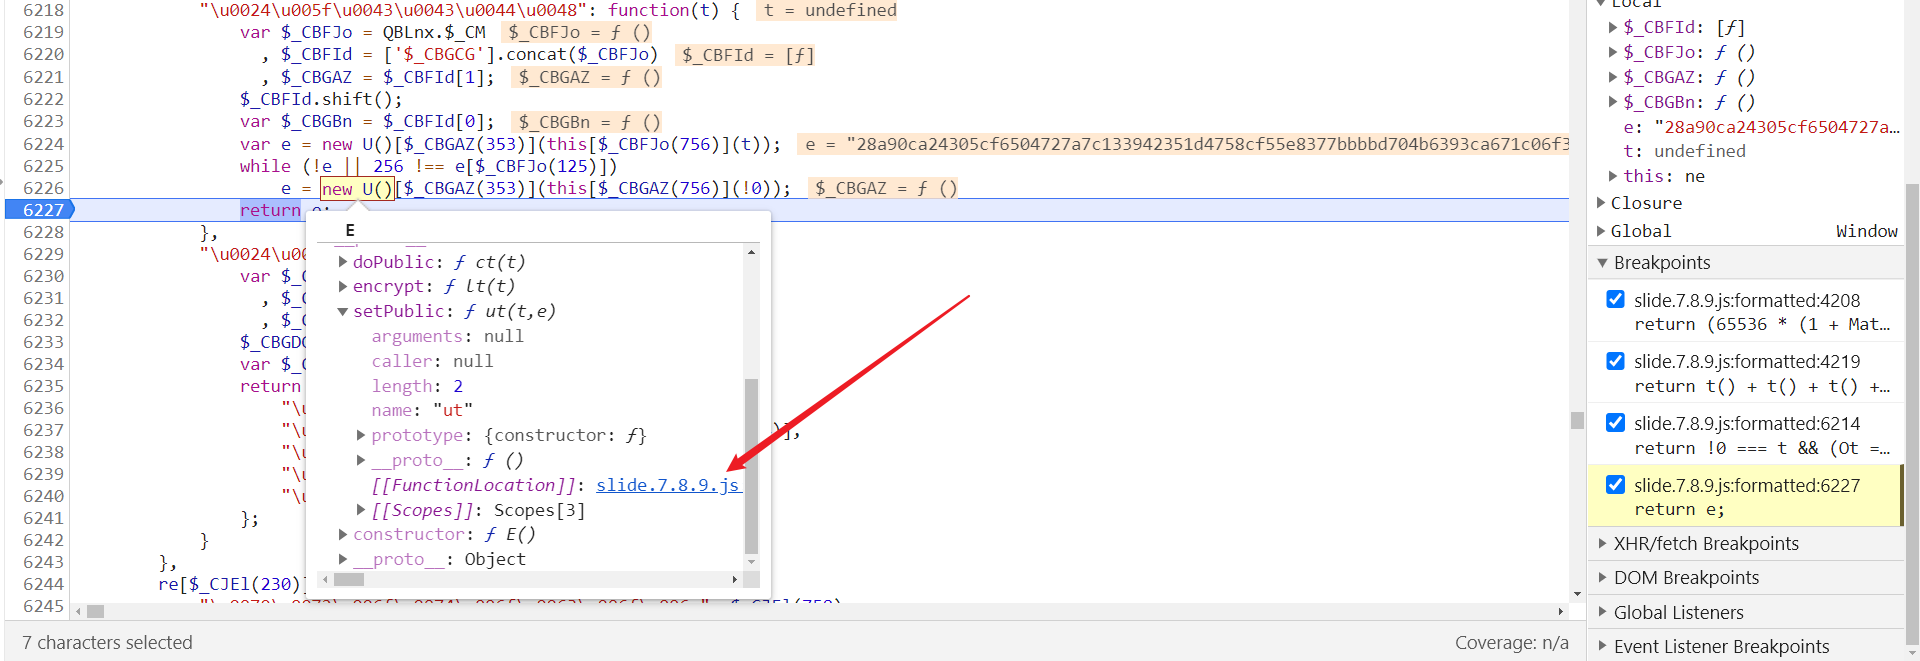 6218 "\u0024\u005f\u0043\u0043\u0044\u0048": function(t) { t = undefined
6219 var $_CBFJo = QBLnx.$_CM $_CBFJo = ƒ ()
6220 , $_CBFId = ['$_CBGCG'].concat($_CBFJo) $_CBFId = [ƒ]
6221 , $_CBGAZ = $_CBFId[1]; $_CBGAZ = ƒ ()
6222 $_CBFId.shift();
6223 var $_CBGBn = $_CBFId[0]; $_CBGBn = ƒ ()
6224 var e = new U()[$_CBGAZ(353)](this[$_CBFJo(756)](t)); e = "28a90ca24305cf6504727a7c133942351d4758cf55e8377bbbbd704b6393ca671c06f3
6225 while (!e || 256 !== e[$_CBFJo(125)])
6226 e = new U()[$_CBGAZ(353)](this[$_CBGAZ(756)](!0)); $_CBGAZ = ƒ ()
6227 return e;
6228 },
6229 "\u0024\u00
6230 var $_C
6231 , $_C
6232 , $_C
6233 $_CBGDG
6234 var $_C
6235 return
6236 "\u
6237 "\u )],
6238 "\u
6239 "\u
6240 "\u
6241 };
6242 }
6243 },
6244 re[$_CJEl(230)]
6245
E
doPublic: ƒ ct(t)
encrypt: ƒ lt(t)
setPublic: ƒ ut(t,e)
arguments: null
caller: null
length: 2
name: "ut"
prototype: {constructor: ƒ}
__proto__: ƒ ()
[[FunctionLocation]]: slide.7.8.9.js
[[Scopes]]: Scopes[3]
constructor: ƒ E()
__proto__: Object
7 characters selected
Coverage: n/a
Local
$_CBFId: [ƒ]
$_CBFJo: ƒ ()
$_CBGAZ: ƒ ()
$_CBGBn: ƒ ()
e: "28a90ca24305cf6504727a…
t: undefined
this: ne
Closure
Global Window
Breakpoints
slide.7.8.9.js:formatted:4208
return (65536 * (1 + Mat…
slide.7.8.9.js:formatted:4219
return t() + t() + t() +…
slide.7.8.9.js:formatted:6214
return !0 === t && (Ot =…
slide.7.8.9.js:formatted:6227
return e;
XHR/fetch Breakpoints
DOM Breakpoints
Global Listeners
Event Listener Breakpoints